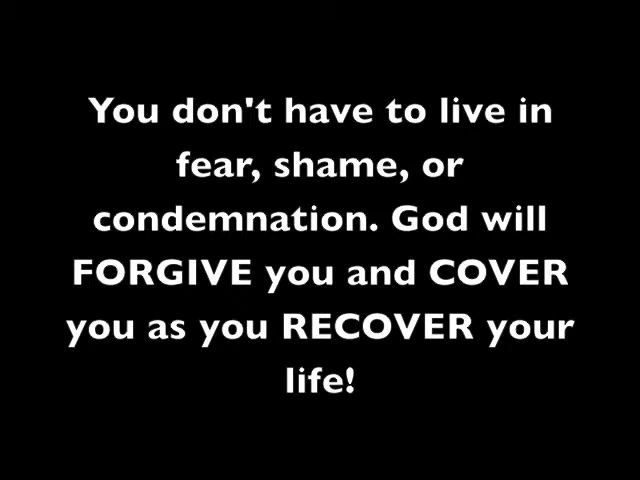 You don't have to live in
fear, shame, or
condemnation. God will
FORGIVE you and COVER
you as you RECOVER your
life!